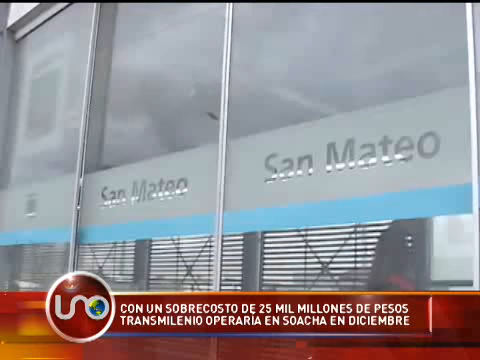 San Mateo
San Mateo
UNO
CON UN SOBRECOSTO DE 25 MIL MILLONES DE PESOS
TRANSMILENIO OPERARÍA EN SOACHA EN DICIEMBRE